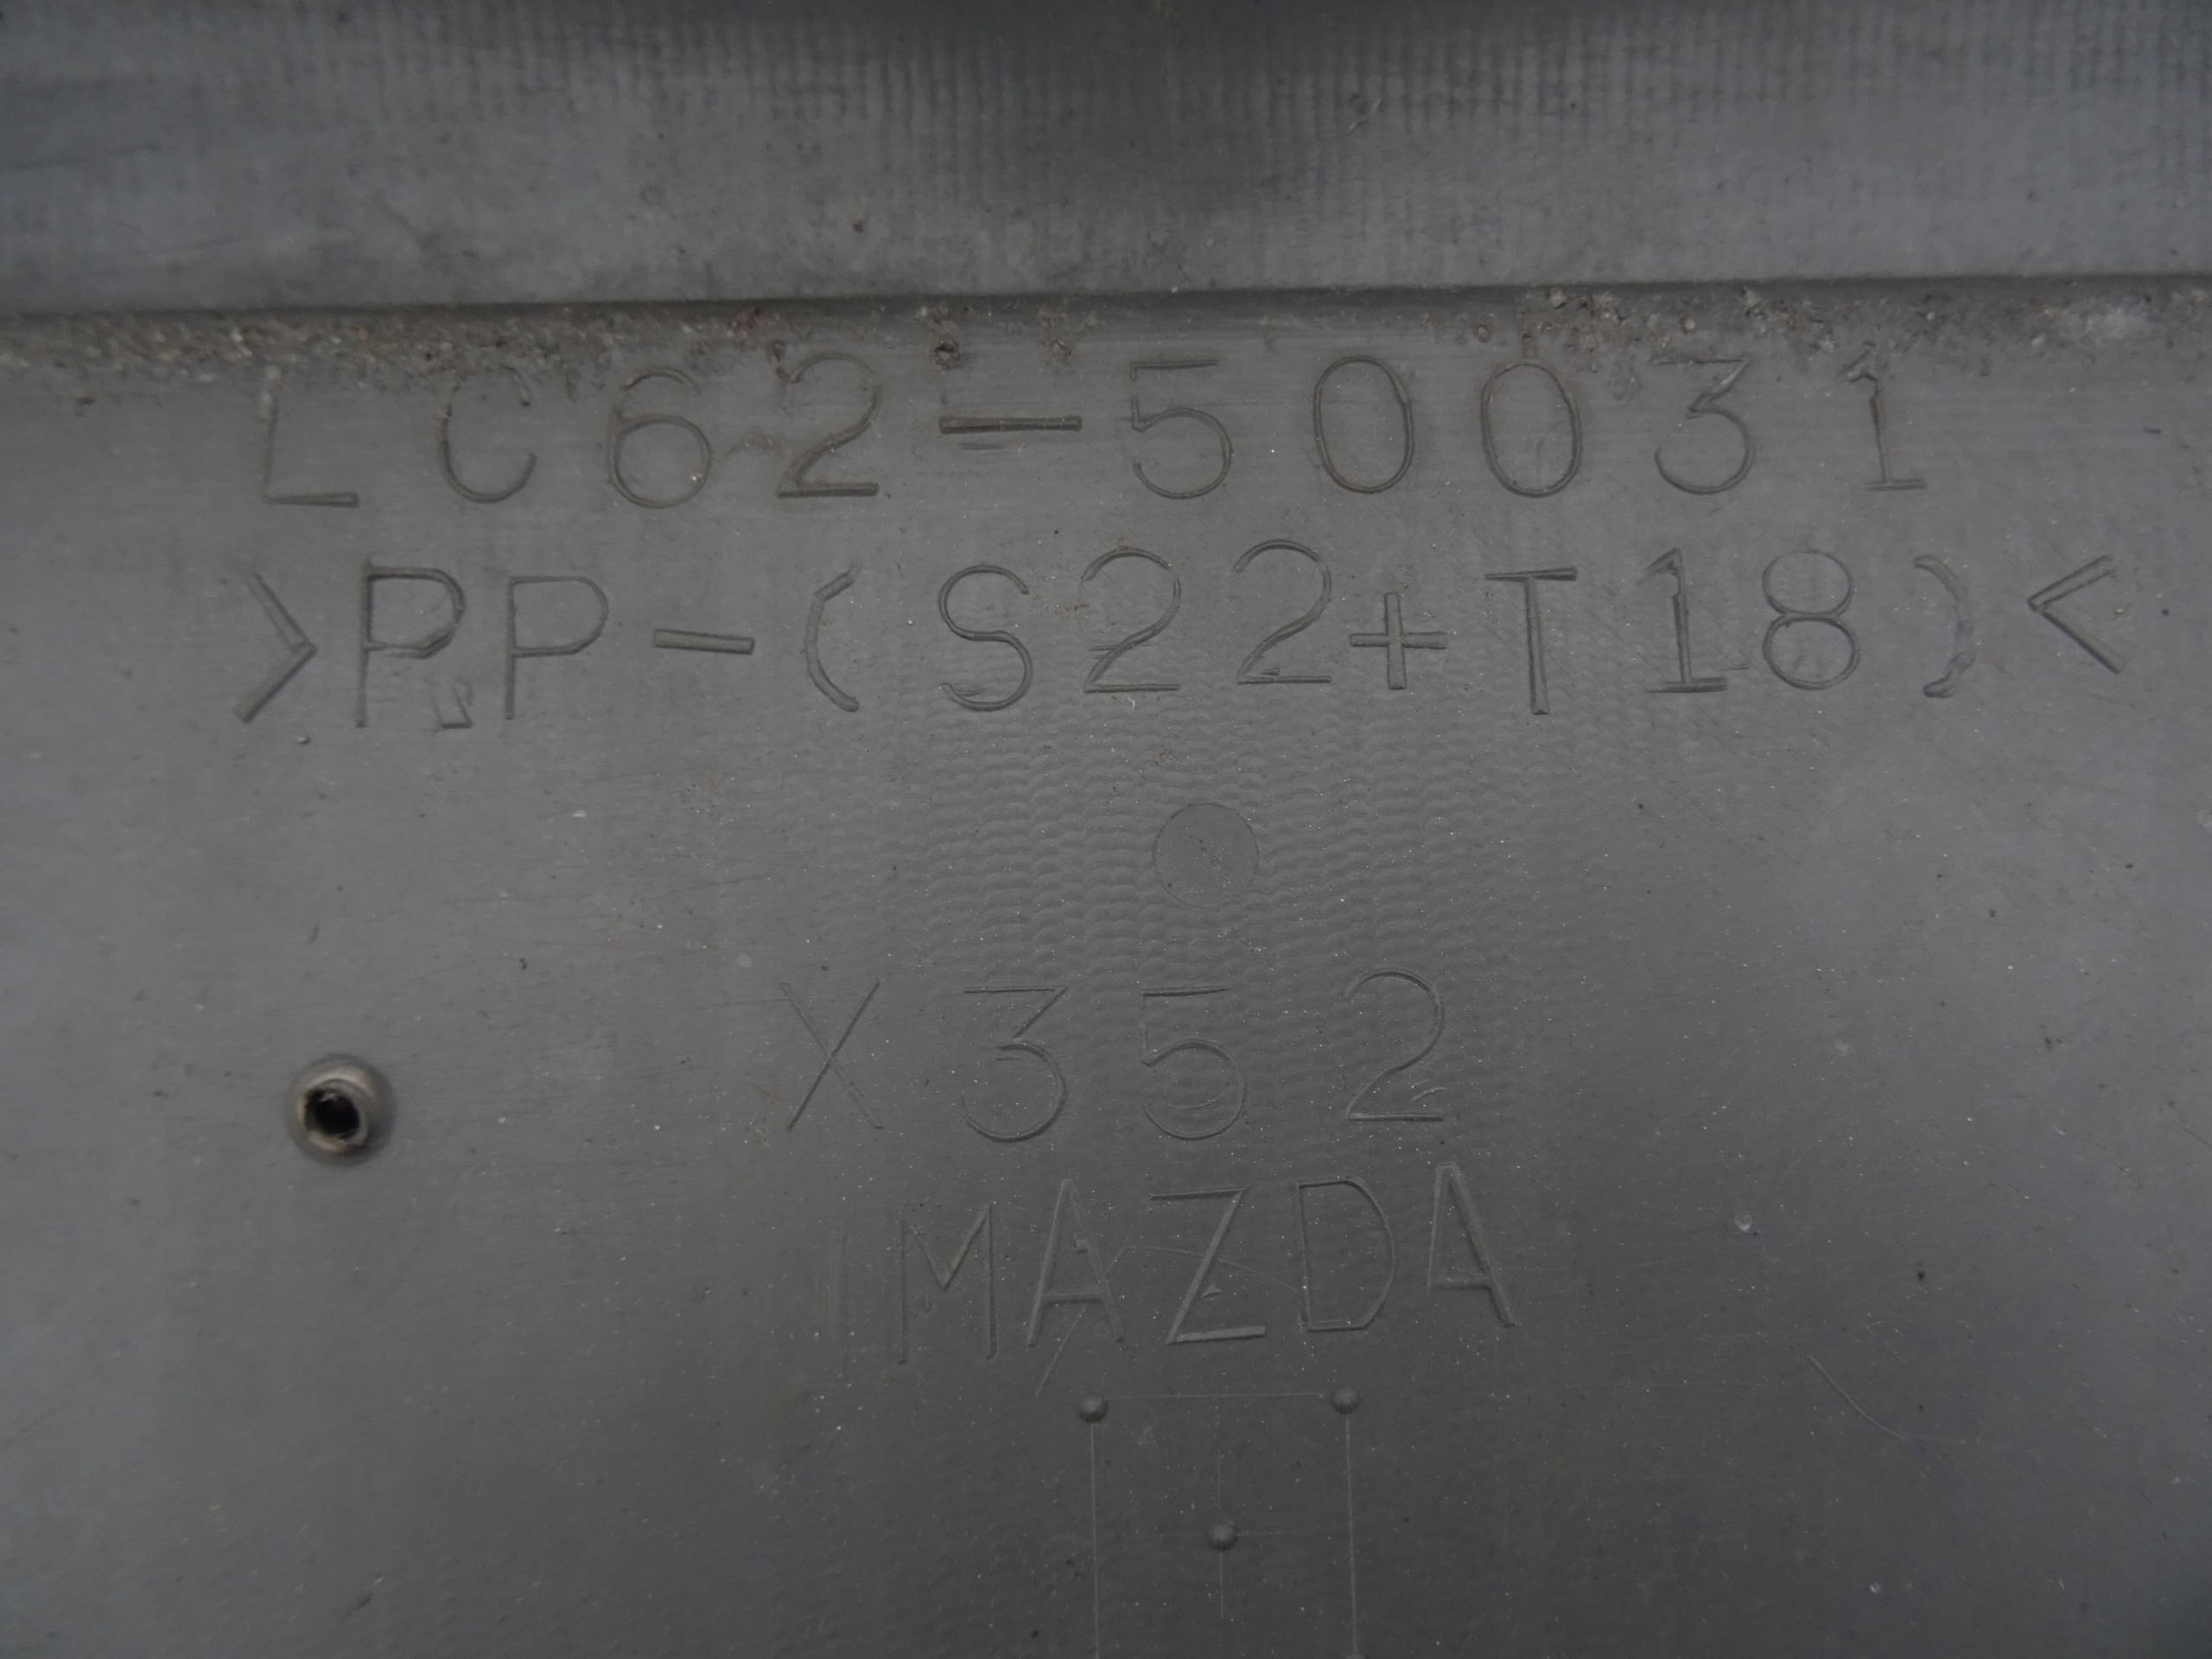 LC62-50031
>PP-(S22+T18)<
X352
MAZDA